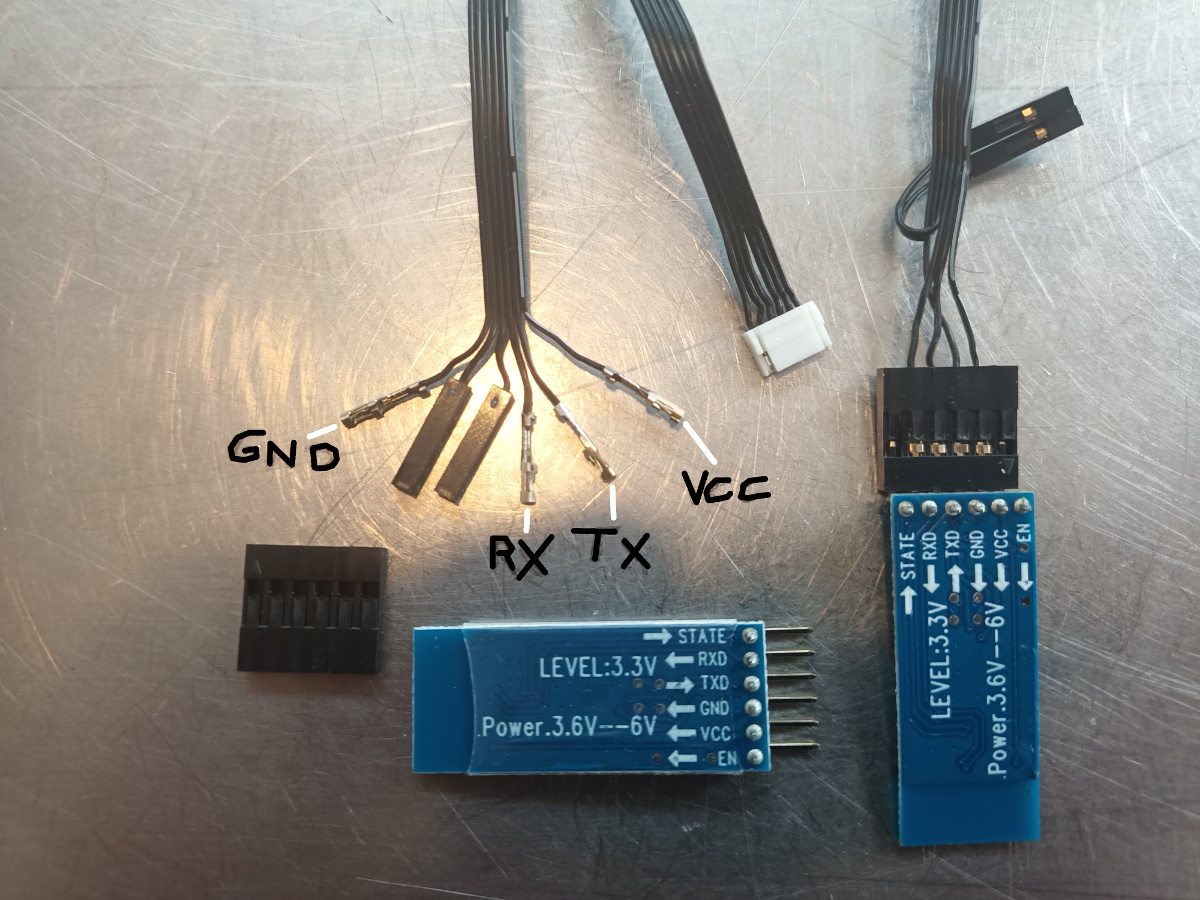 GND
VCC
RX
TX
STATE
RXD
TXD
GND
VCC
EN
LEVEL:3.3V
Power.3.6V--6V
STATE
RXD
TXD
GND
VCC
EN
LEVEL:3.3V
Power.3.6V--6V